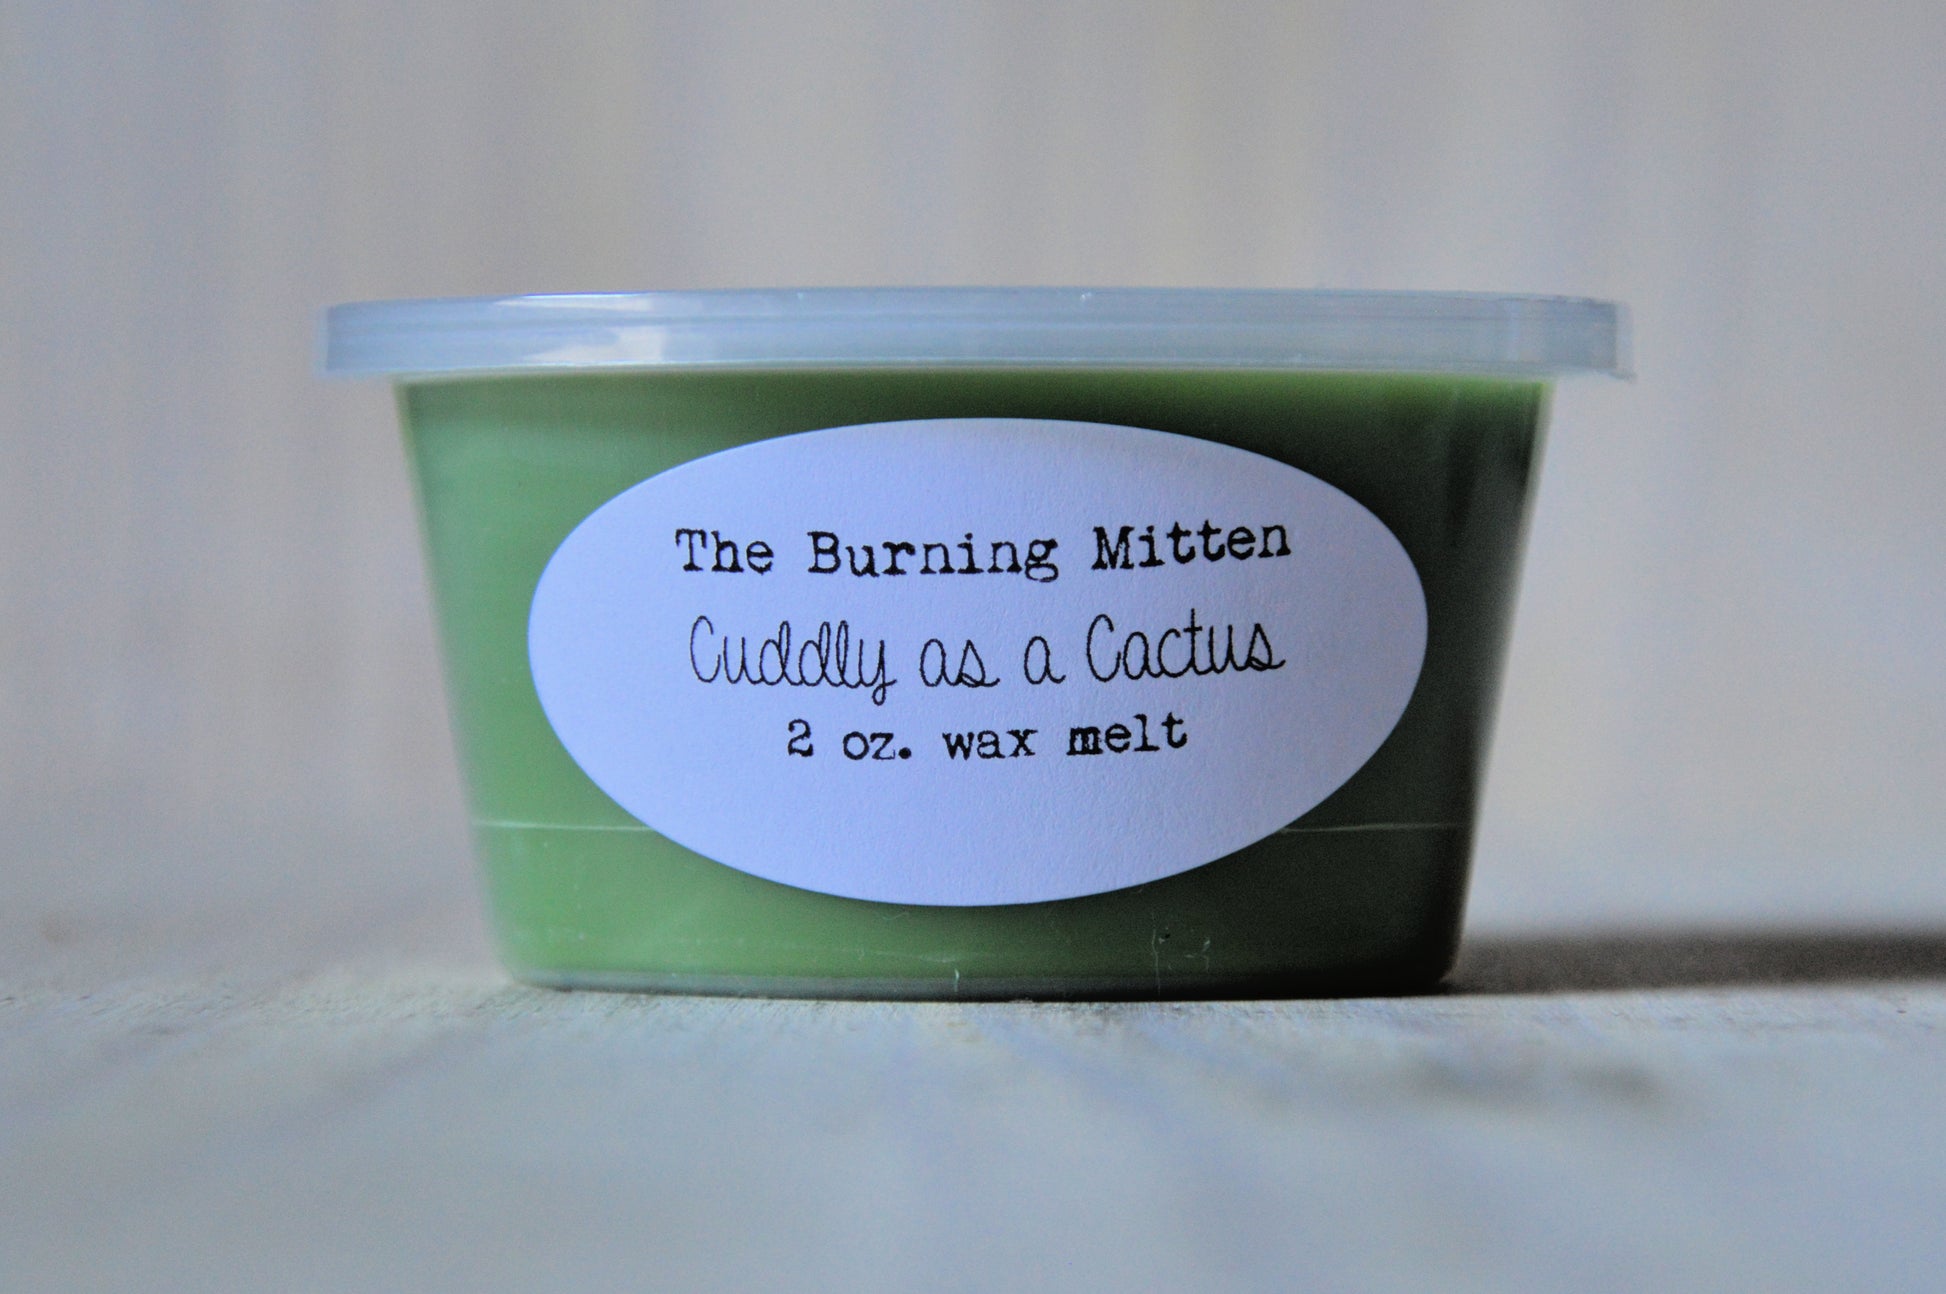 The Burning Mitten
Cuddly as a Cactus
2 oz. wax melt